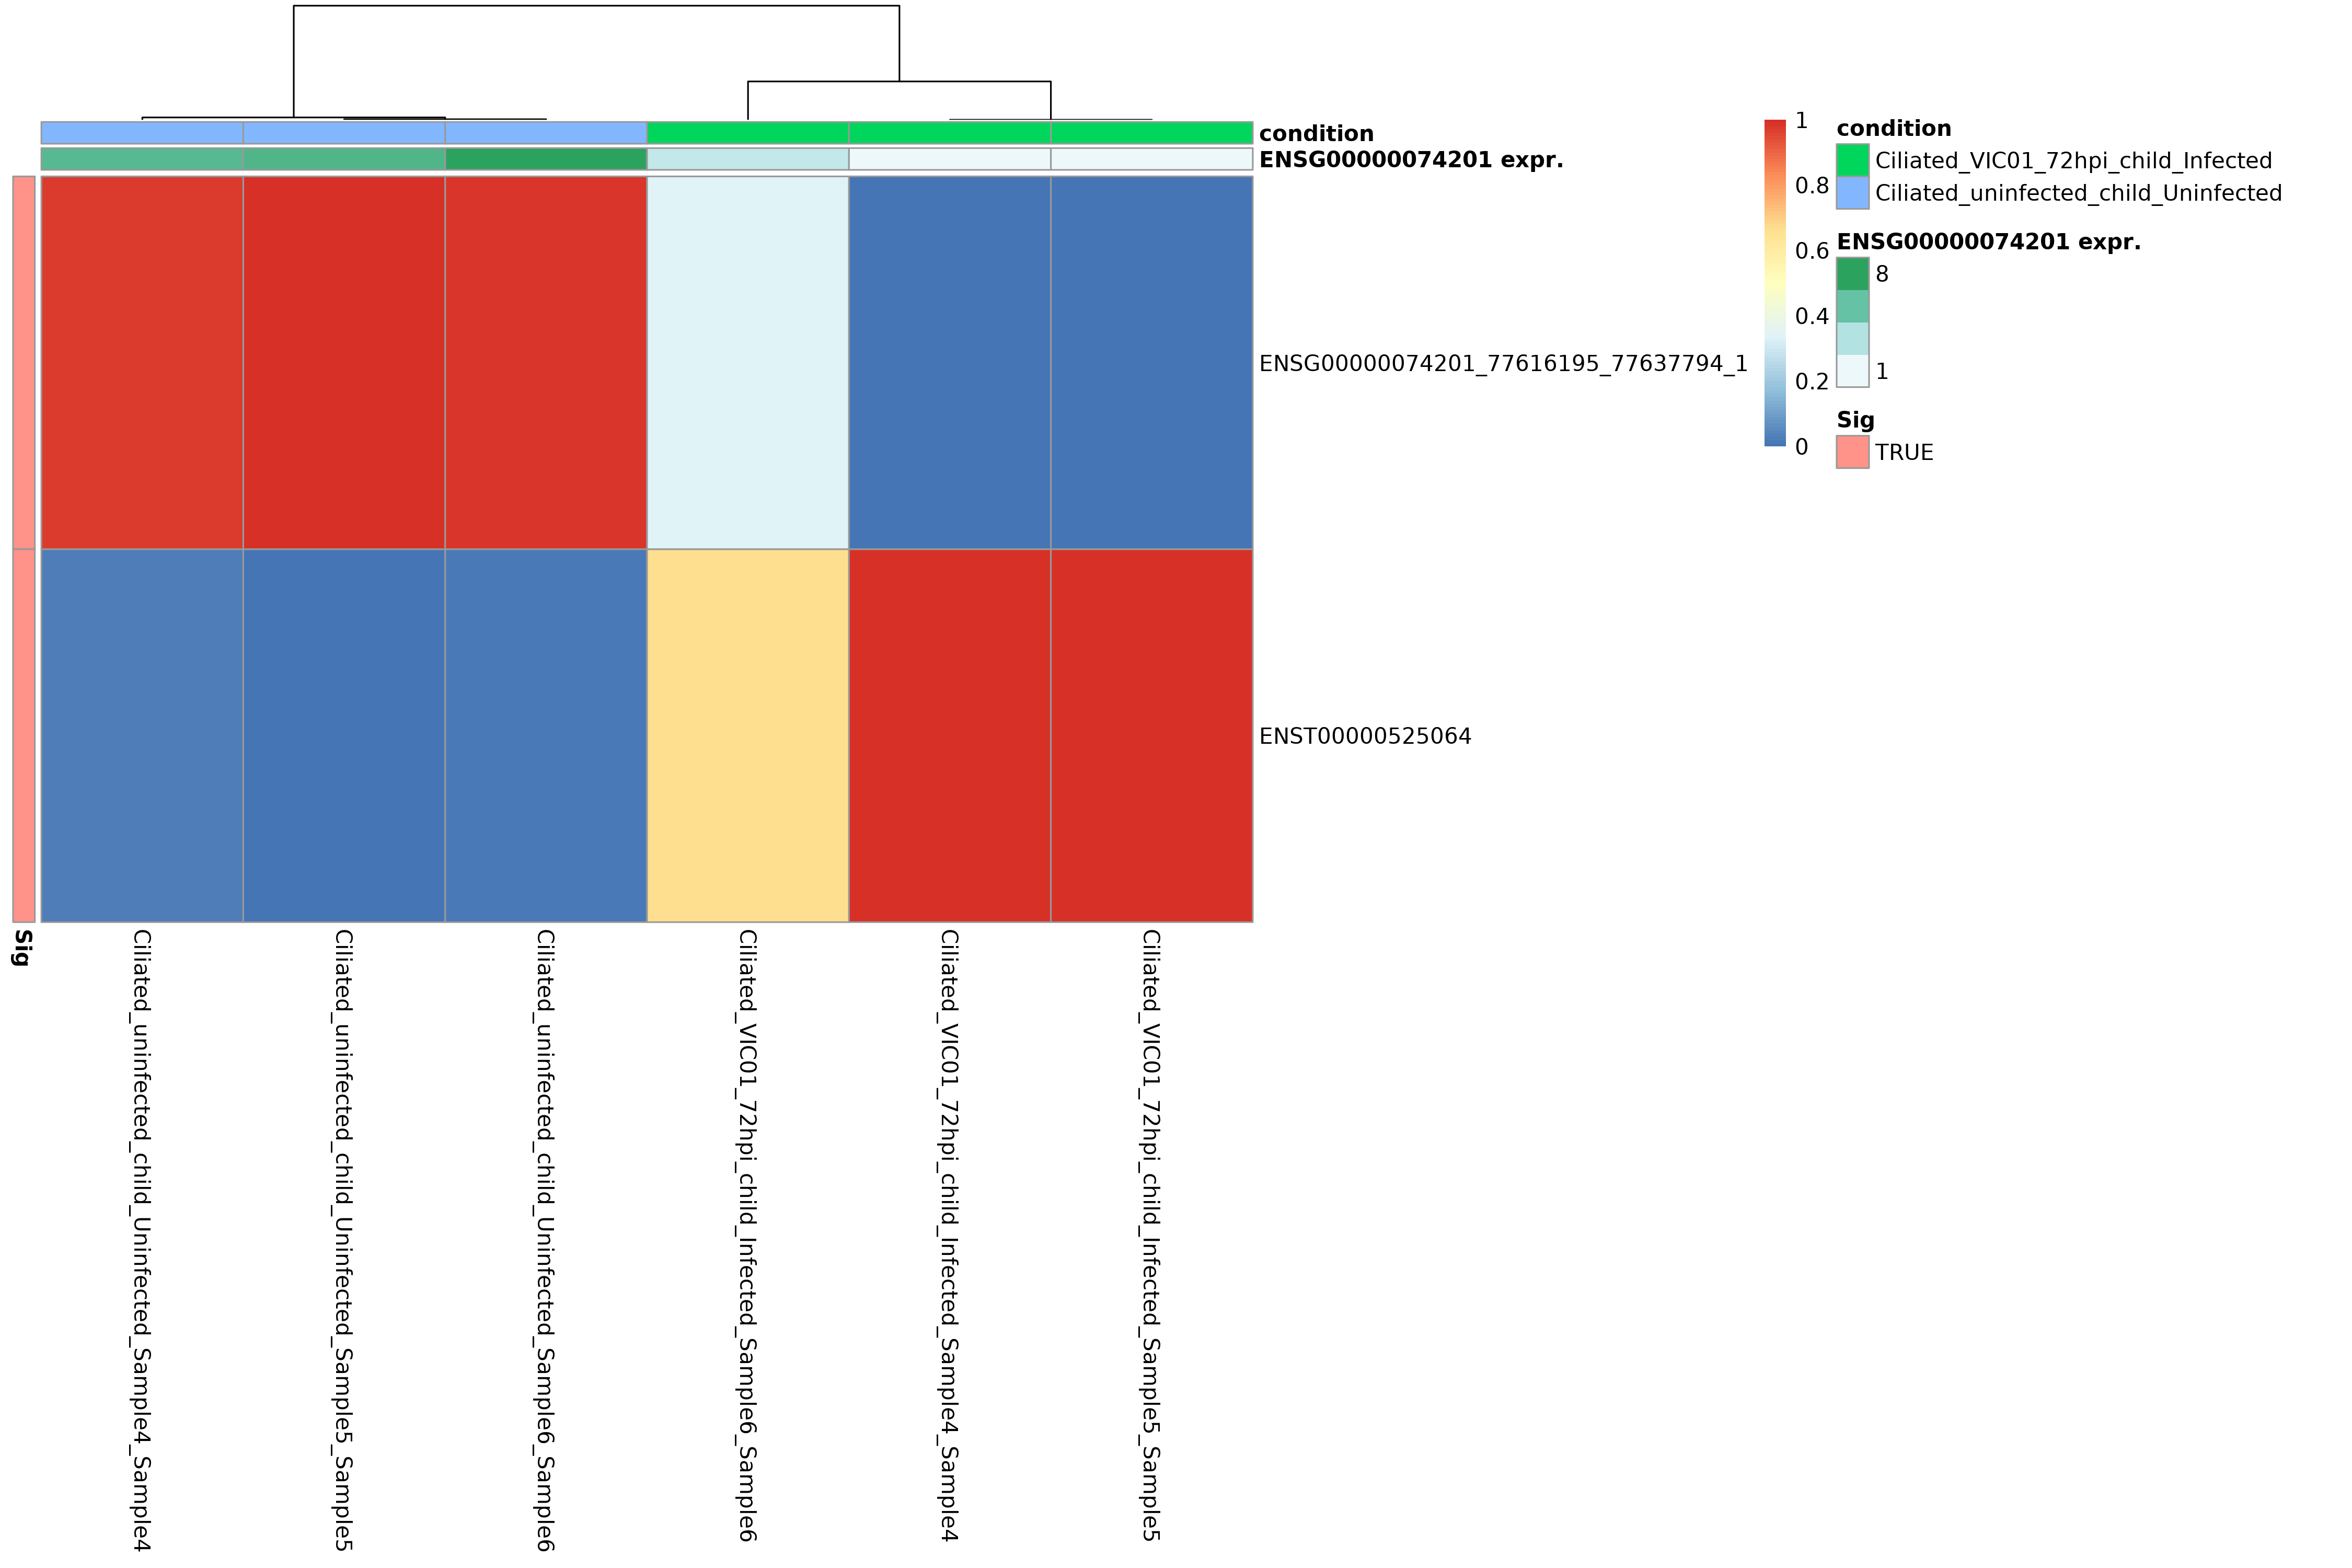 condition
ENSG00000074201 expr.
ENSG00000074201_77616195_77637794_1
ENST00000525064
1
0.8
0.6
0.4
0.2
0
condition
Ciliated_VIC01_72hpi_child_Infected
Ciliated_uninfected_child_Uninfected
ENSG00000074201 expr.
8
1
Sig
TRUE
Sig
Ciliated_uninfected_child_Uninfected_Sample4_Sample4
Ciliated_uninfected_child_Uninfected_Sample5_Sample5
Ciliated_uninfected_child_Uninfected_Sample6_Sample6
Ciliated_VIC01_72hpi_child_Infected_Sample6_Sample6
Ciliated_VIC01_72hpi_child_Infected_Sample4_Sample4
Ciliated_VIC01_72hpi_child_Infected_Sample5_Sample5